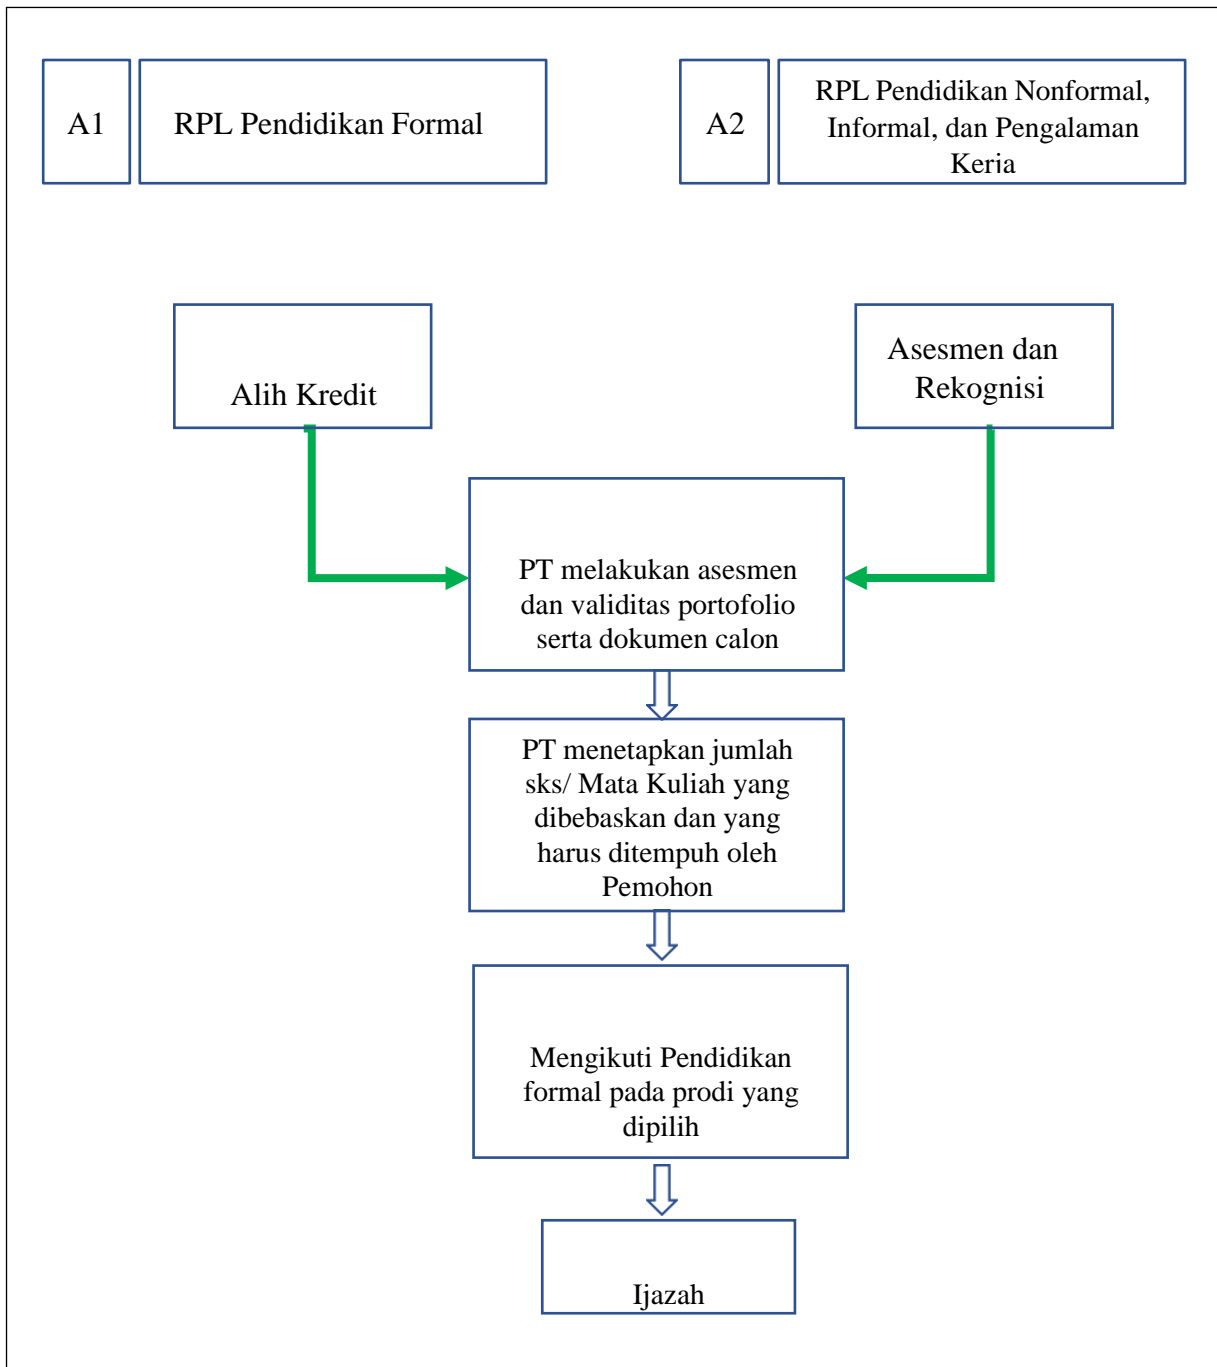 A1
RPL Pendidikan Formal
A2
RPL Pendidikan Nonformal,
Informal, dan Pengalaman
Kerja
Alih Kredit
Asesmen dan
Rekognisi
PT melakukan asesmen
dan validitas portofolio
serta dokumen calon
PT menetapkan jumlah
sks/ Mata Kuliah yang
dibebaskan dan yang
harus ditempuh oleh
Pemohon
Mengikuti Pendidikan
formal pada prodi yang
dipilih
Ijazah